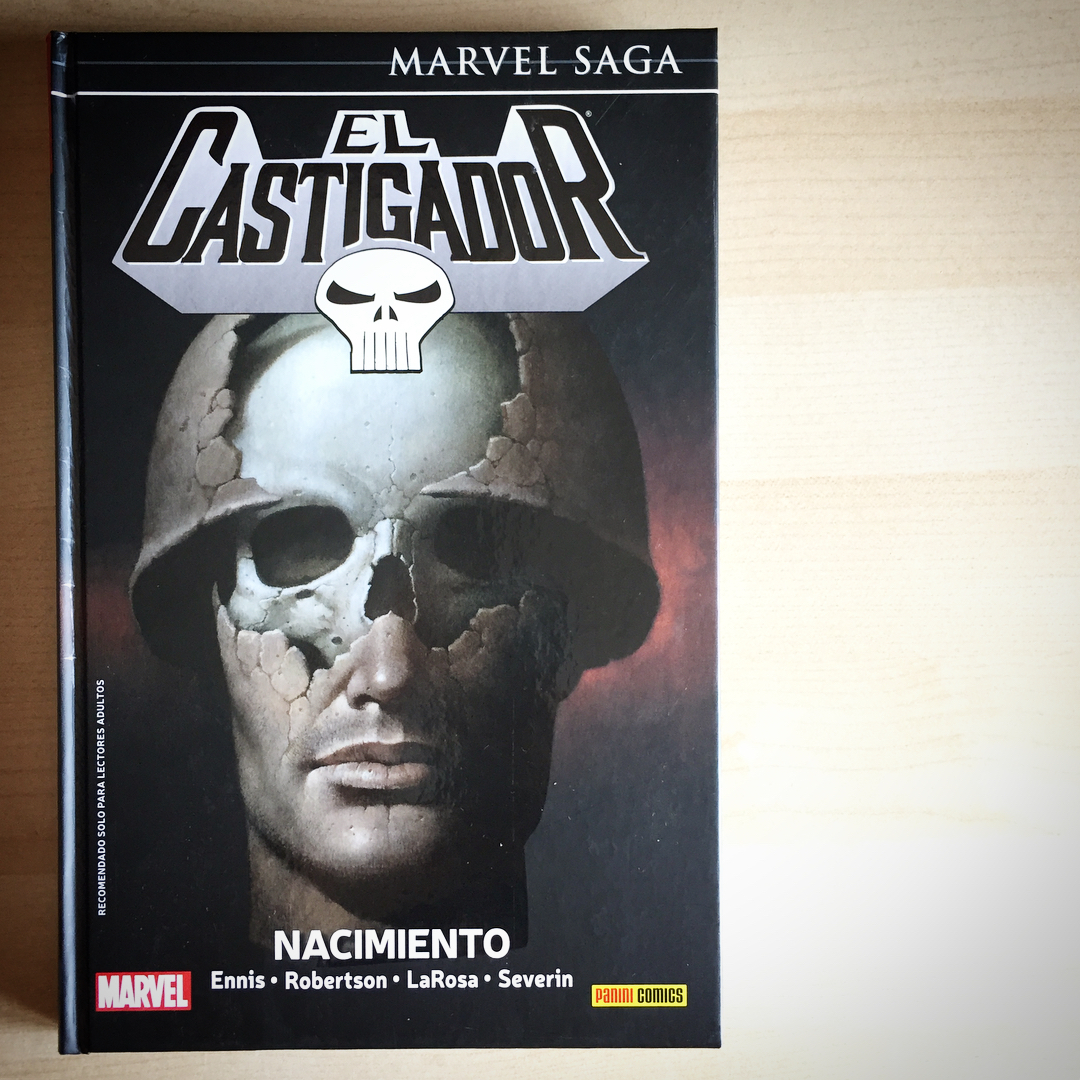 MARVEL SAGA
EL
CASTIGADOR
RECOMENDADO SOLO PARA LECTORES ADULTOS
NACIMIENTO
Ennis • Robertson • LaRosa • Severin
MARVEL
PANINI COMICS